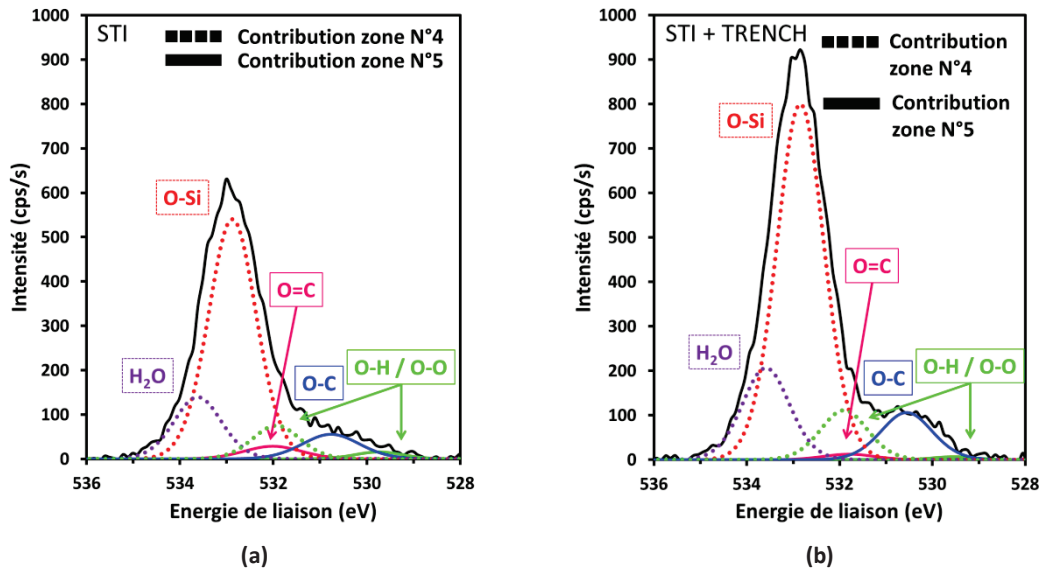 STI
Contribution zone N°4
Contribution zone N°5
1000
900
800
700
600
500
400
300
200
100
0
Intensité (cps/s)
O-Si
O=C
H2O
O-C
O-H / O-O
536
534
532
530
528
Energie de liaison (eV)
(a)
STI + TRENCH
Contribution
zone N°4
Contribution
zone N°5
1000
900
800
700
600
500
400
300
200
100
0
Intensité (cps/s)
O-Si
O=C
H2O
O-C
O-H / O-O
536
534
532
530
528
Energie de liaison (eV)
(b)